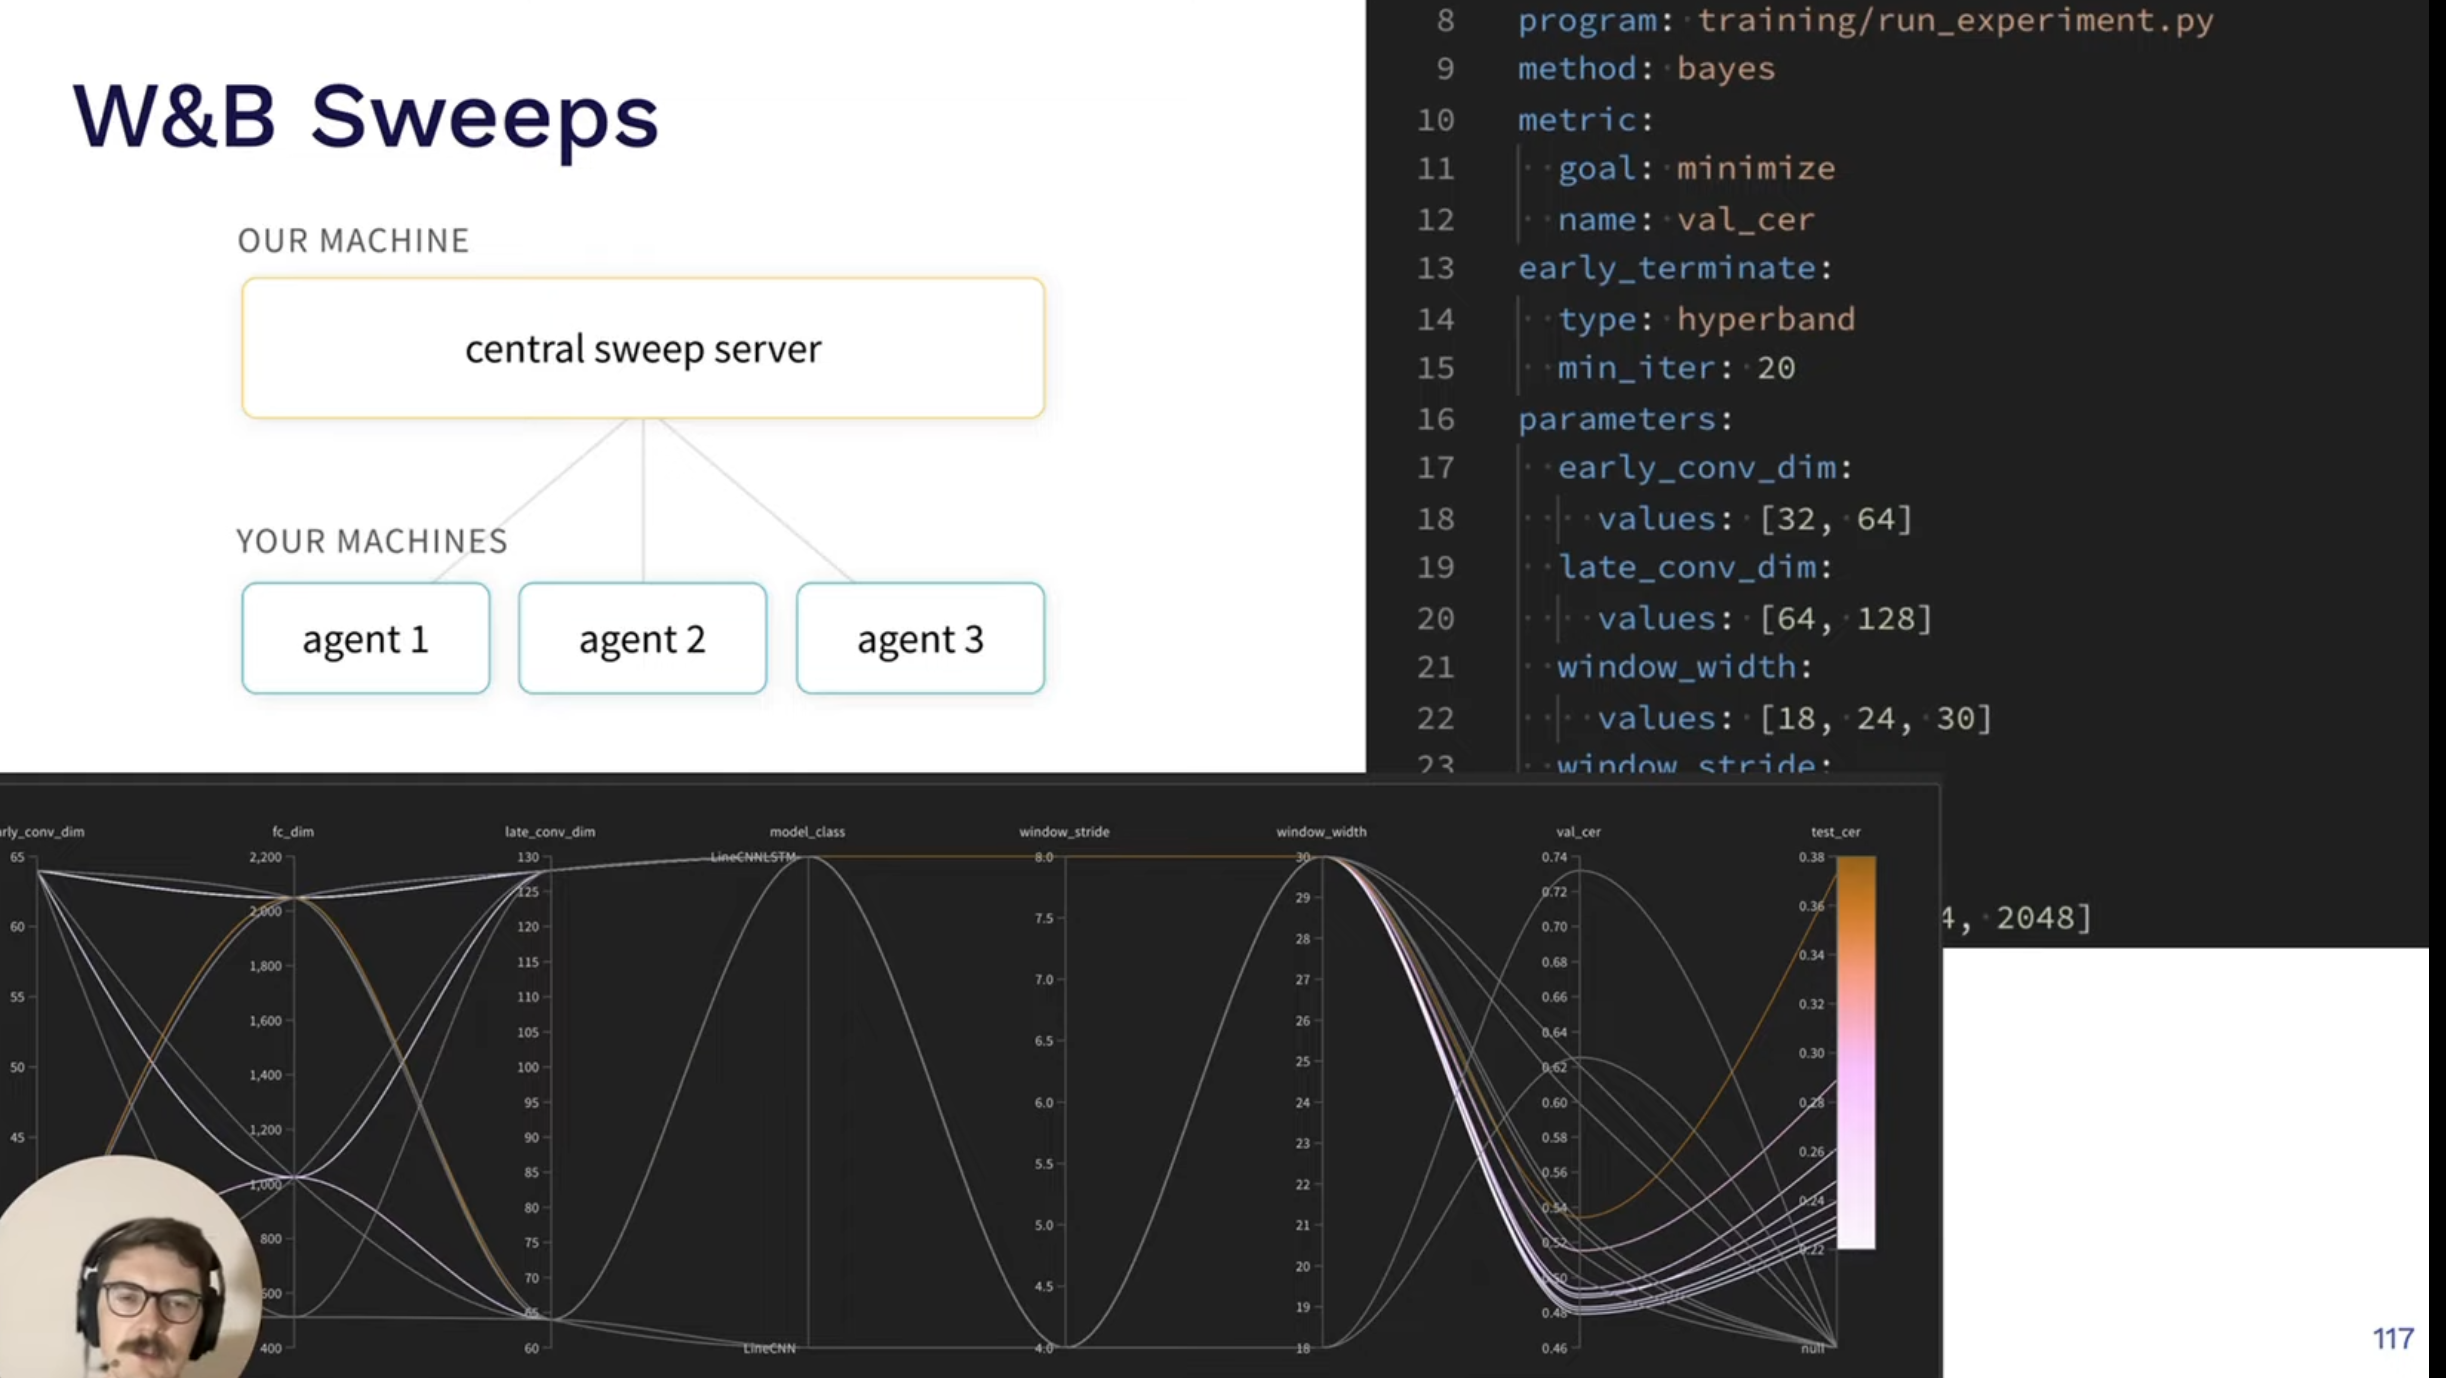 W&B Sweeps
OUR MACHINE
central sweep server
YOUR MACHINES
agent 1
agent 2
agent 3
8 program: training/run_experiment.py
9 method: bayes
10 metric:
11 goal: minimize
12 name: val_cer
13 early_terminate:
14 type: hyperband
15 min_iter: 20
16 parameters:
17 early_conv_dim:
18 values: [32, 64]
19 late_conv_dim:
20 values: [64, 128]
21 window_width:
22 values: [18, 24, 30]
23 window_stride:
4, 2048]
rly_conv_dim
65
60
55
50
45
fc_dim
2,200
2,000
1,800
1,600
1,400
1,200
1,000
800
600
400
late_conv_dim
130
125
120
115
110
105
100
95
90
85
80
75
70
65
60
model_class
LineCNNLSTM
LineCNN
window_stride
8.0
7.5
7.0
6.5
6.0
5.5
5.0
4.5
4.0
window_width
30
29
28
27
26
25
24
23
22
21
20
19
18
val_cer
0.74
0.72
0.70
0.68
0.66
0.64
0.62
0.60
0.58
0.56
0.54
0.52
0.50
0.48
0.46
test_cer
0.38
0.36
0.34
0.32
0.30
0.28
0.26
0.24
0.22
null
117